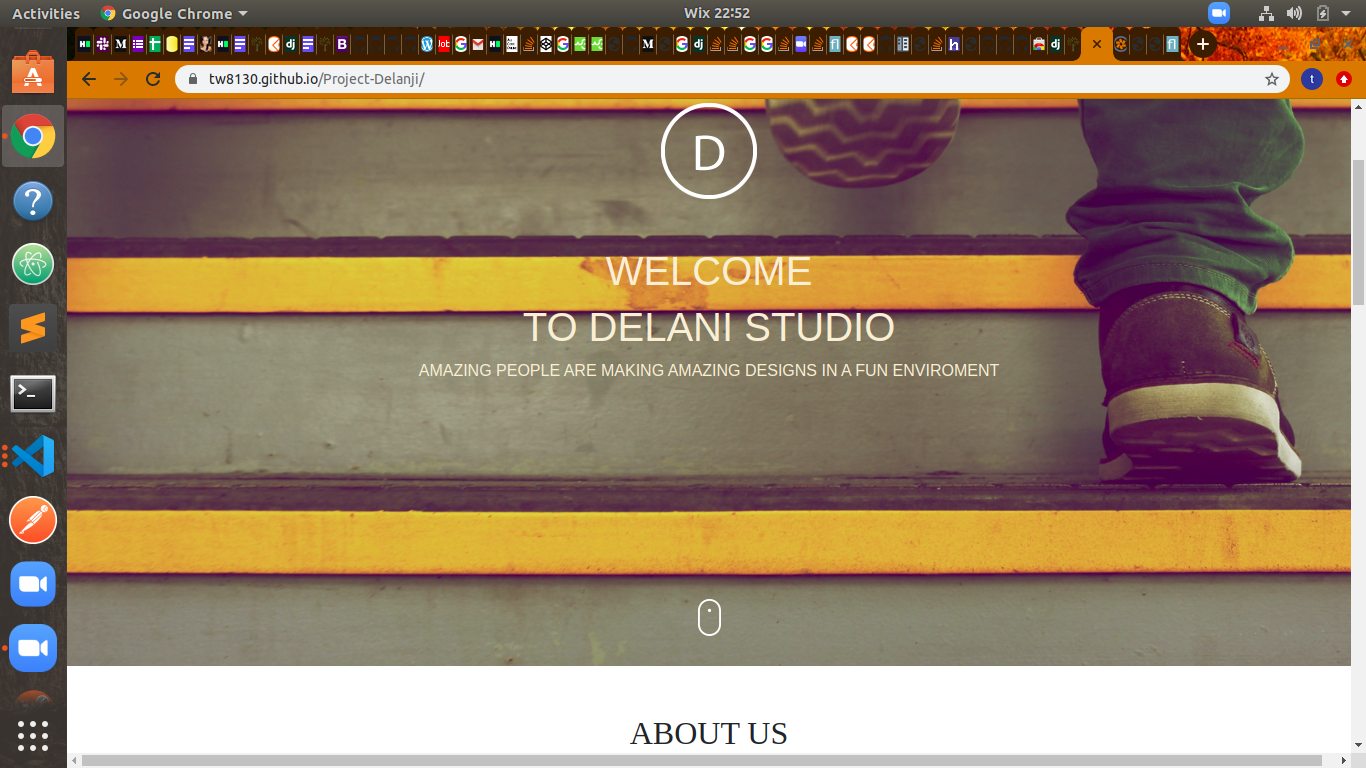 Activities
Google Chrome
Wix 22:52
tw8130.github.io/Project-Delanji/
t
D
WELCOME
TO DELANI STUDIO
AMAZING PEOPLE ARE MAKING AMAZING DESIGNS IN A FUN ENVIROMENT
ABOUT US